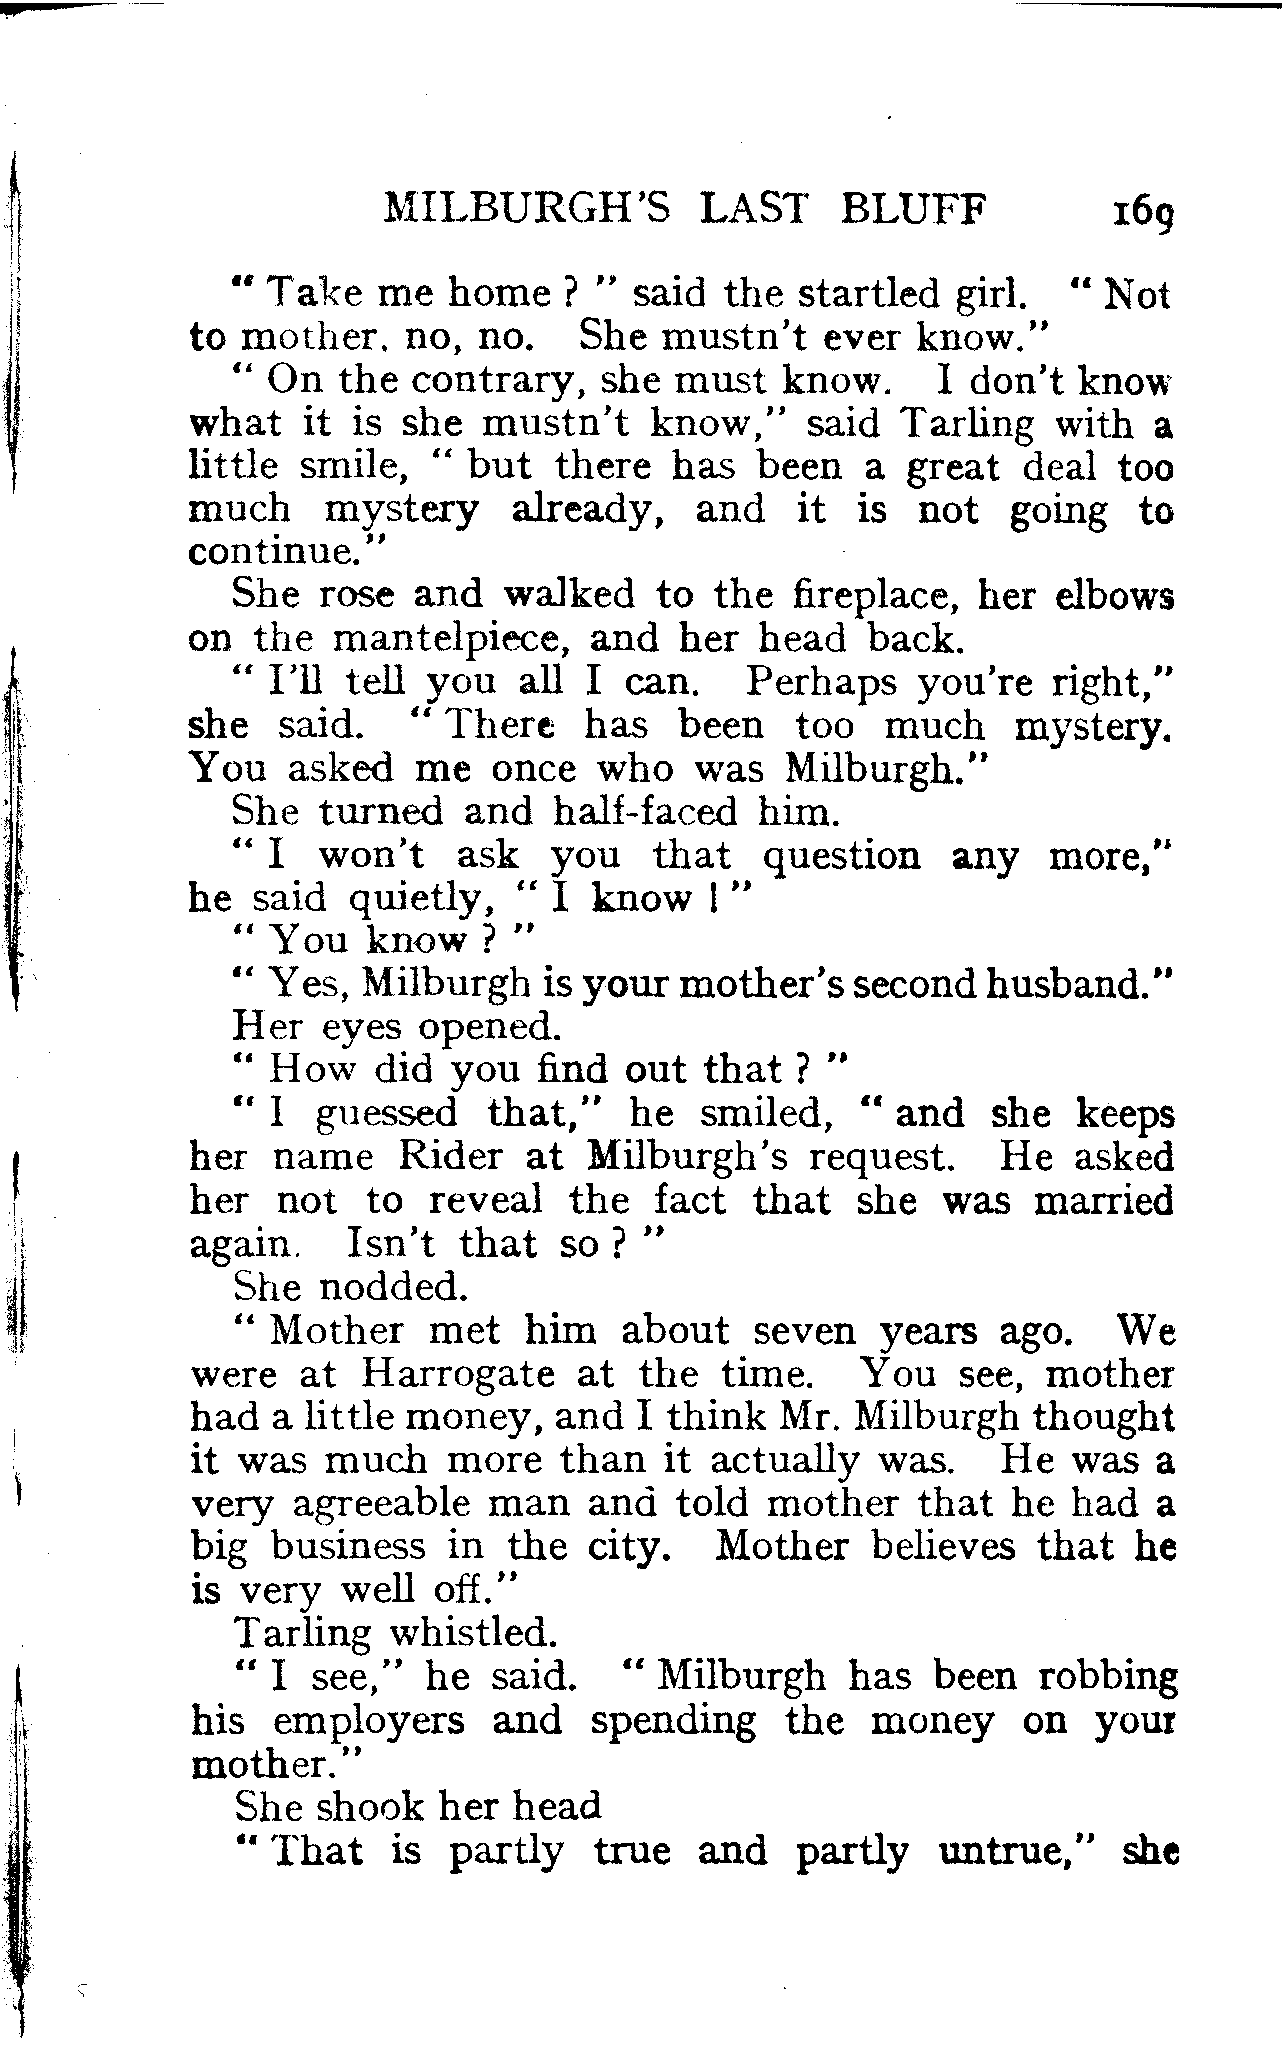 MILBURGH'S LAST BLUFF 169
" Take me home ? " said the startled girl. " Not
to mother, no, no. She mustn't ever know."
" On the contrary, she must know. I don't know
what it is she mustn't know," said Tarling with a
little smile, " but there has been a great deal too
much mystery already, and it is not going to
continue."
She rose and walked to the fireplace, her elbows
on the mantelpiece, and her head back.
" I'll tell you all I can. Perhaps you're right,"
she said. " There has been too much mystery.
You asked me once who was Milburgh."
She turned and half-faced him.
" I won't ask you that question any more,"
he said quietly, " I know ! "
" You know ? "
" Yes, Milburgh is your mother's second husband."
Her eyes opened.
" How did you find out that ? "
" I guessed that," he smiled, " and she keeps
her name Rider at Milburgh's request. He asked
her not to reveal the fact that she was married
again. Isn't that so ? "
She nodded.
" Mother met him about seven years ago. We
were at Harrogate at the time. You see, mother
had a little money, and I think Mr. Milburgh thought
it was much more than it actually was. He was a
very agreeable man and told mother that he had a
big business in the city. Mother believes that he
is very well off."
Tarling whistled.
" I see," he said. " Milburgh has been robbing
his employers and spending the money on your
mother."
She shook her head
" That is partly true and partly untrue," she